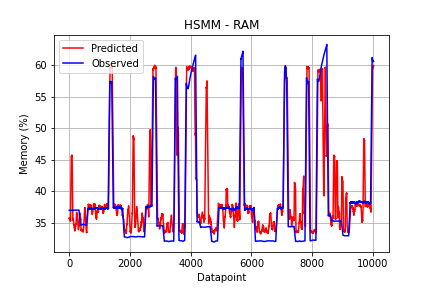 HSMM - RAM
Predicted
Observed
Memory (%)
60
55
50
45
40
35
0
2000
4000
6000
8000
10000
Datapoint